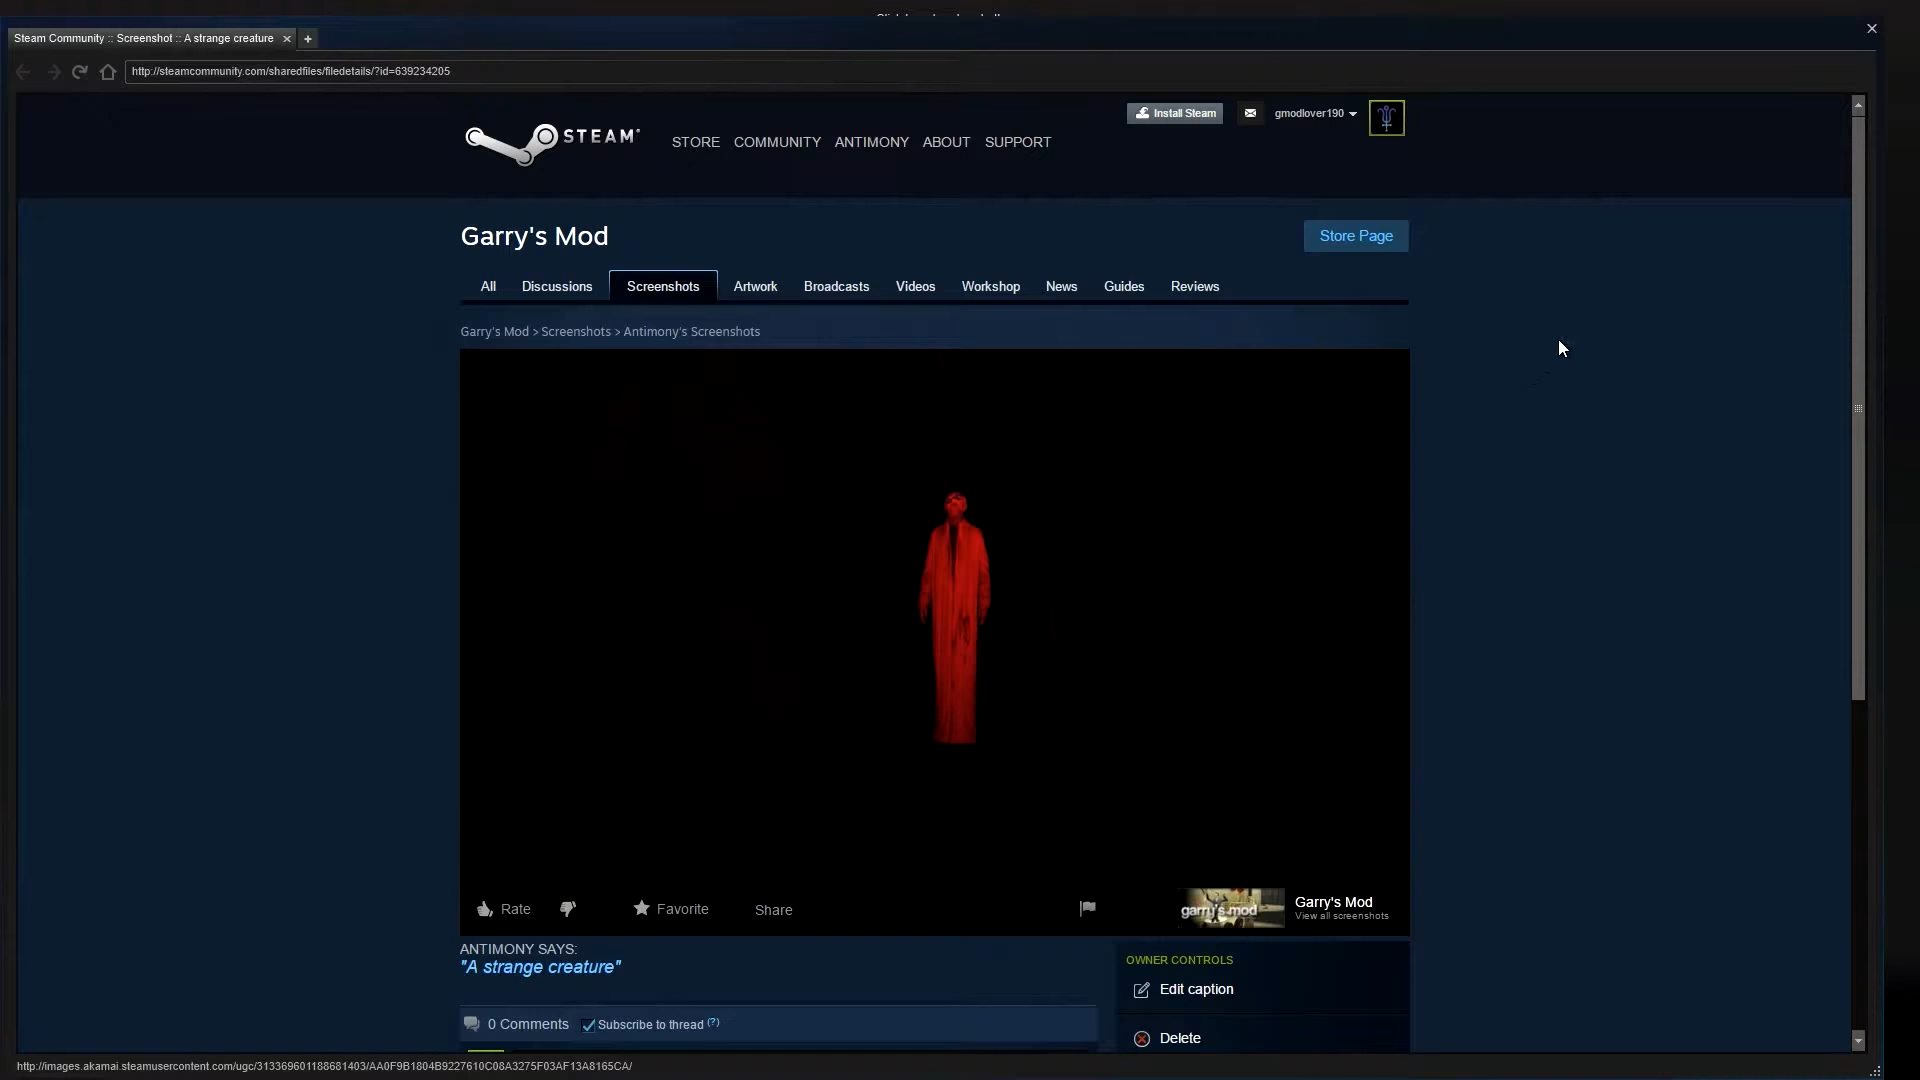 Steam Community :: Screenshot :: A strange creature
http://steamcommunity.com/sharedfiles/filedetails/?id=639234205
Install Steam
gmodlover190
STEAM
STORE COMMUNITY ANTIMONY ABOUT SUPPORT
Garry's Mod
Store Page
All Discussions Screenshots Artwork Broadcasts Videos Workshop News Guides Reviews
Garry's Mod > Screenshots > Antimony's Screenshots
Rate Favorite Share
garry's mod
Garry's Mod
View all screenshots
ANTIMONY SAYS:
"A strange creature"
OWNER CONTROLS
Edit caption
0 Comments Subscribe to thread (?)
Delete
http://images.akamai.steamusercontent.com/ugc/313369601188681403/AA0F9B1804B9227610C08A3275F03AF13A8165CA/